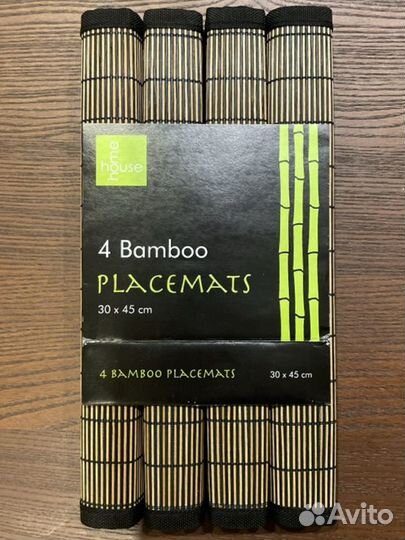 home
house
4 Bamboo
PLACEMATS
30 x 45 cm
4 BAMBOO PLACEMATS 30 x 45 cm
Avito